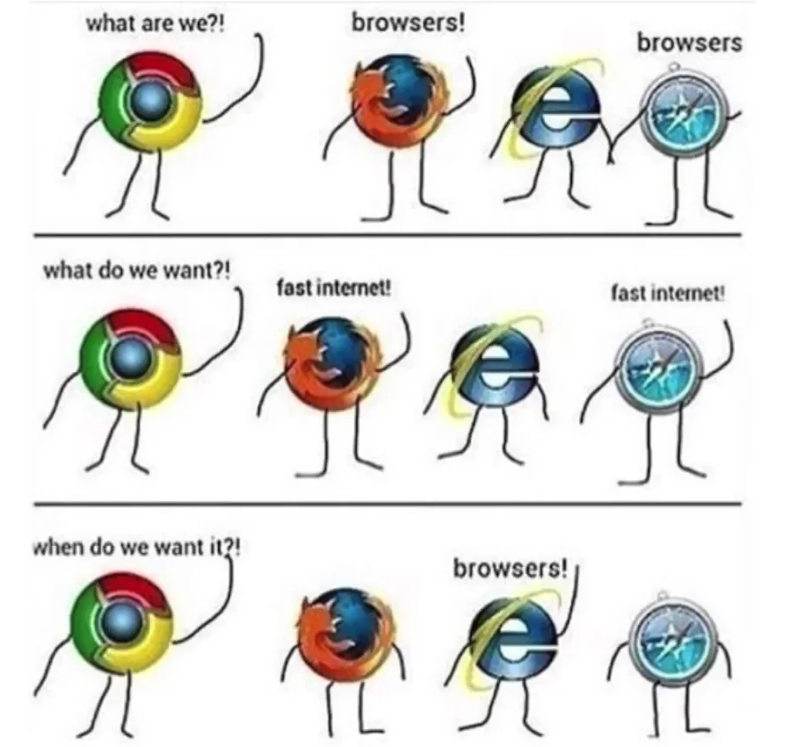 what are we?!
browsers!
browsers
what do we want?!
fast internet!
fast internet!
when do we want it?!
browsers!